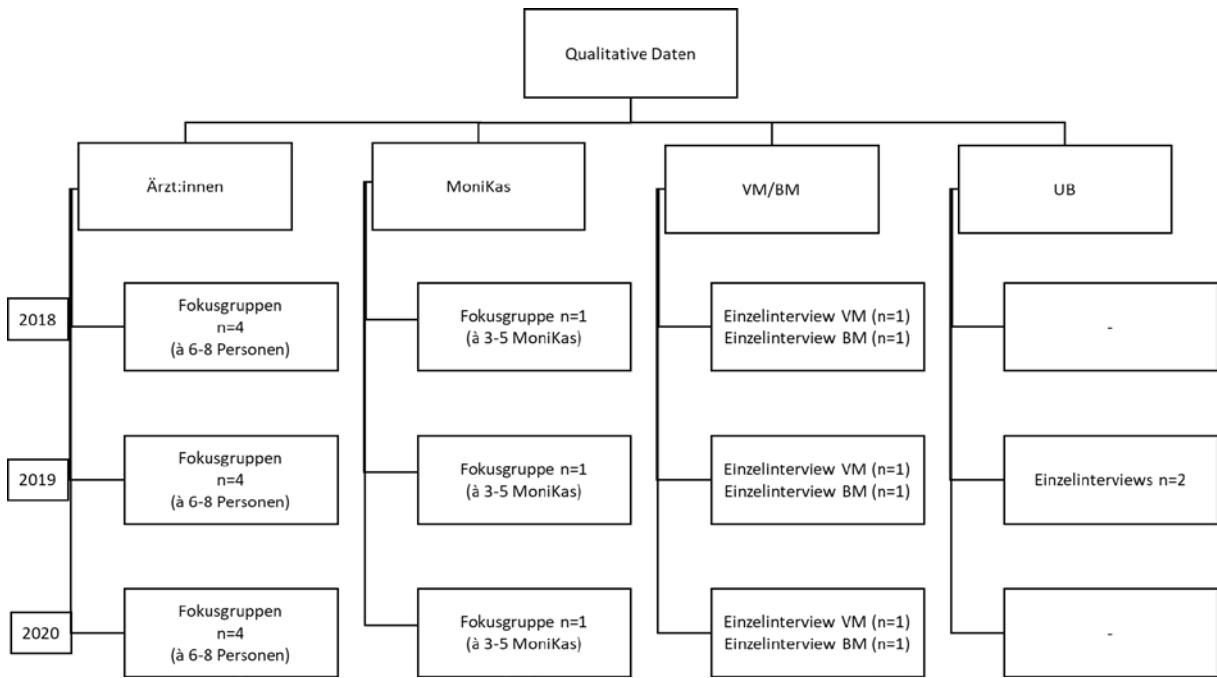 Qualitative Daten
Ärzt:innen
MoniKas
VM/BM
UB
2018
Fokusgruppen
n=4
(à 6-8 Personen)
Fokusgruppe n=1
(à 3-5 MoniKas)
Einzelinterview VM (n=1)
Einzelinterview BM (n=1)
-
2019
Fokusgruppen
n=4
(à 6-8 Personen)
Fokusgruppe n=1
(à 3-5 MoniKas)
Einzelinterview VM (n=1)
Einzelinterview BM (n=1)
Einzelinterviews n=2
2020
Fokusgruppen
n=4
(à 6-8 Personen)
Fokusgruppe n=1
(à 3-5 MoniKas)
Einzelinterview VM (n=1)
Einzelinterview BM (n=1)
-